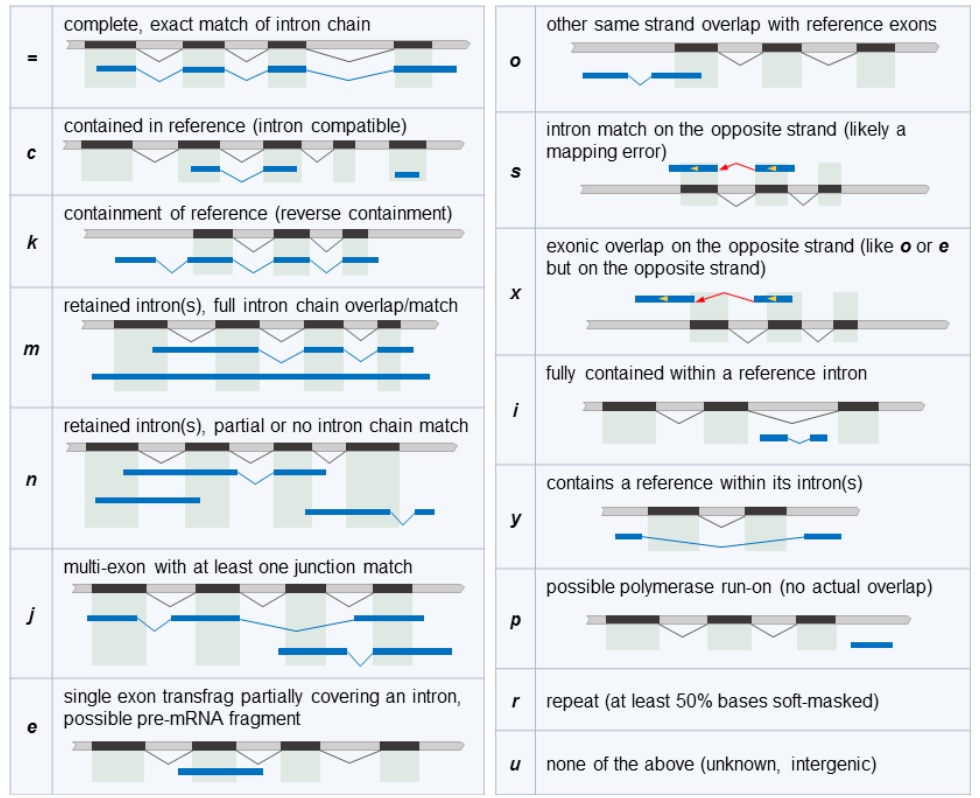 =
complete, exact match of intron chain
c
contained in reference (intron compatible)
k
containment of reference (reverse containment)
m
retained intron(s), full intron chain overlap/match
n
retained intron(s), partial or no intron chain match
j
multi-exon with at least one junction match
e
single exon transfrag partially covering an intron,
possible pre-mRNA fragment
o
other same strand overlap with reference exons
s
intron match on the opposite strand (likely a
mapping error)
x
exonic overlap on the opposite strand (like o or e
but on the opposite strand)
i
fully contained within a reference intron
y
contains a reference within its intron(s)
p
possible polymerase run-on (no actual overlap)
r
repeat (at least 50% bases soft-masked)
u
none of the above (unknown, intergenic)